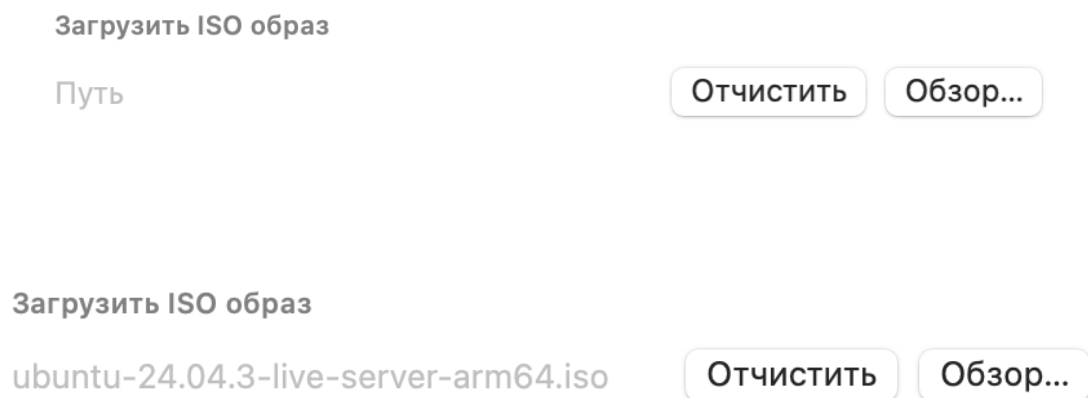 Загрузить ISO образ
Путь Отчистить Обзор...
Загрузить ISO образ
ubuntu-24.04.3-live-server-arm64.iso Отчистить Обзор...